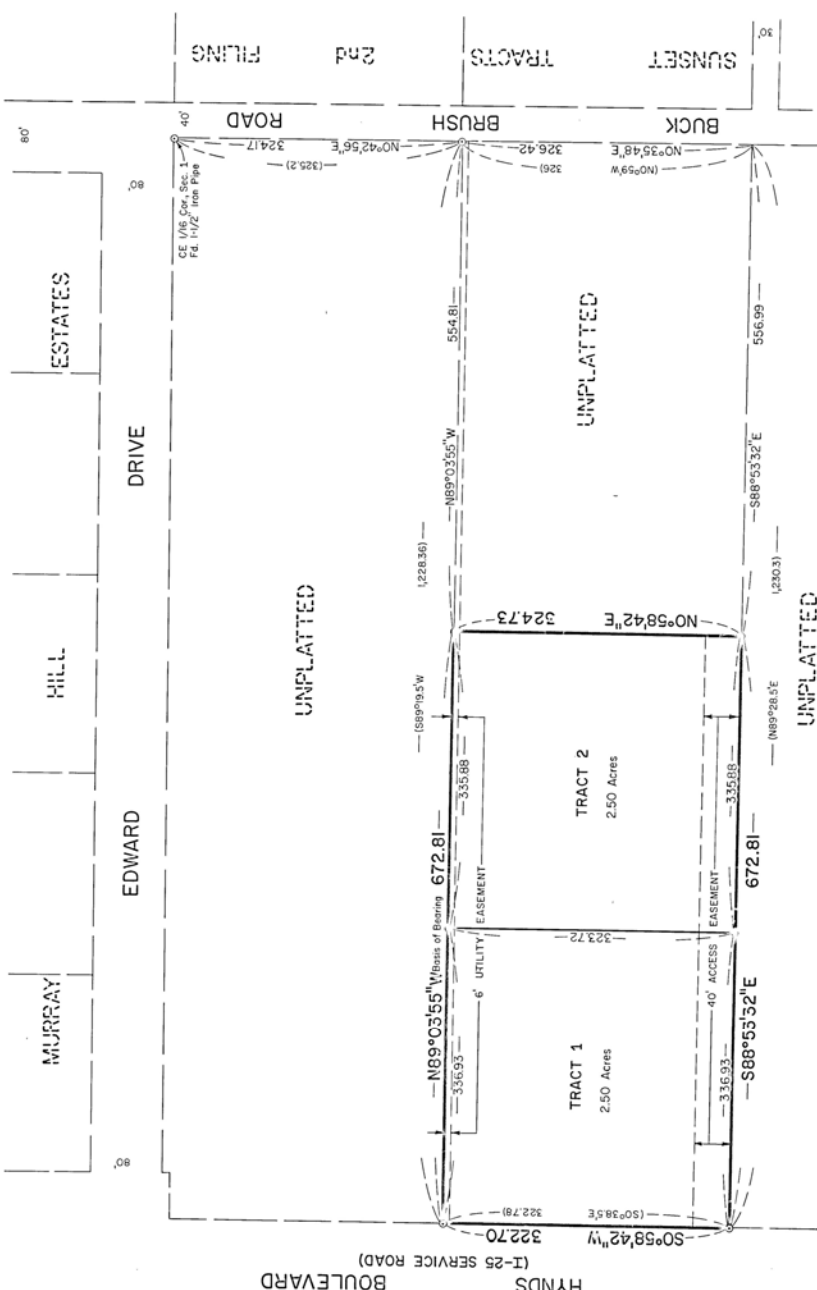 80'
40'
30'
SUNSET TRACTS 2nd FILING
BUCK BRUSH ROAD
CE 1/16 Cor., Sec. 1
Fd. 1-1/2" Iron Pipe
N0°42'56"E 324.17
(325.2)
N0°35'48"E 326.42
(N0°59'W 326)
80'
MURRAY HILL ESTATES
EDWARD DRIVE
80'
UNPLATTED
N89°03'55"W 554.81
UNPLATTED
S88°53'32"E 556.99
(S89°19.5'W 1,228.36)
N0°58'42"E 324.73
(N89°28.5'E 1,230.3)
UNPLATTED
N89°03'55"W Basis of Bearing 672.81
336.93
335.88
6' UTILITY EASEMENT
TRACT 1
2.50 Acres
323.72
TRACT 2
2.50 Acres
40' ACCESS EASEMENT
336.93
335.88
S88°53'32"E 672.81
(S0°38.5'E 322.78)
S0°58'42"W 322.70
(I-25 SERVICE ROAD)
HYNDS BOULEVARD